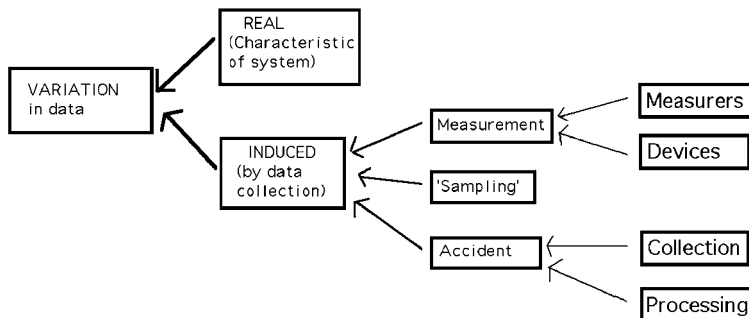 REAL
(Characteristic
of system)
VARIATION
in data
INDUCED
(by data
collection)
Measurement
'Sampling'
Accident
Measurers
Devices
Collection
Processing